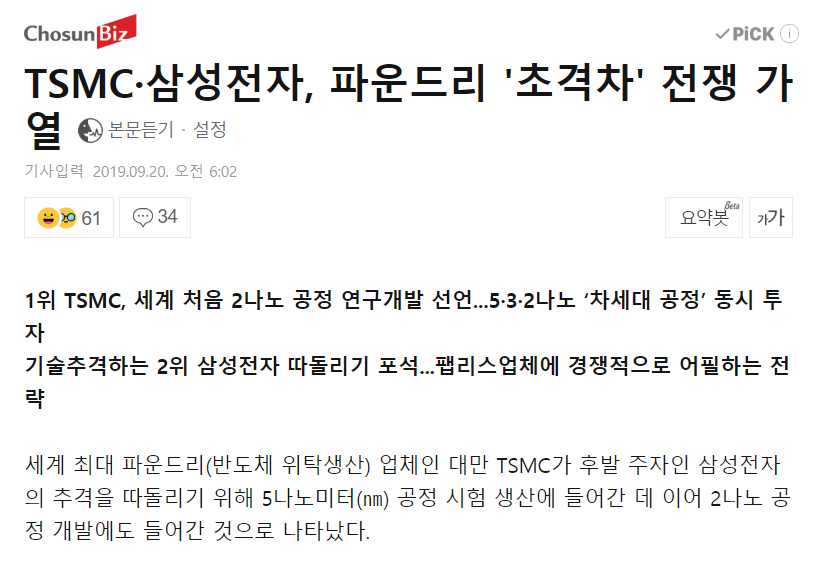 ChosunBiz
PiCK
TSMC·삼성전자, 파운드리 '초격차' 전쟁 가
열 본문듣기 · 설정
기사입력 2019.09.20. 오전 6:02
61 34 요약봇 Beta 가가
1위 TSMC, 세계 처음 2나노 공정 연구개발 선언...5·3·2나노 ‘차세대 공정’ 동시 투
자
기술추격하는 2위 삼성전자 따돌리기 포석...팹리스업체에 경쟁적으로 어필하는 전
략
세계 최대 파운드리(반도체 위탁생산) 업체인 대만 TSMC가 후발 주자인 삼성전자
의 추격을 따돌리기 위해 5나노미터(㎚) 공정 시험 생산에 들어간 데 이어 2나노 공
정 개발에도 들어간 것으로 나타났다.